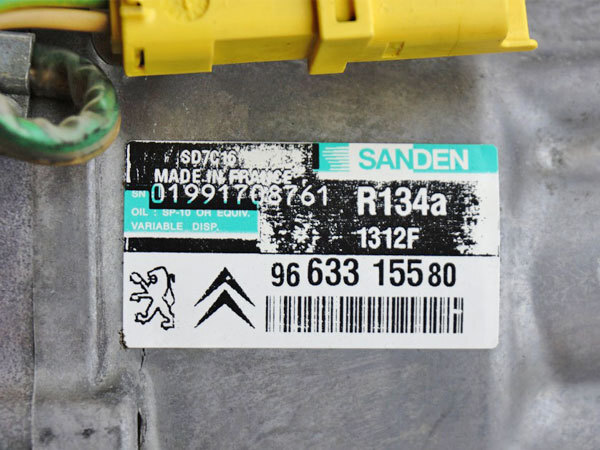 SD7C16
SANDEN
MADE IN FRANCE
SN 01991708761
R134a
OIL : SP-10 OR EQUIV.
VARIABLE DISP.
1312F
96 633 155 80